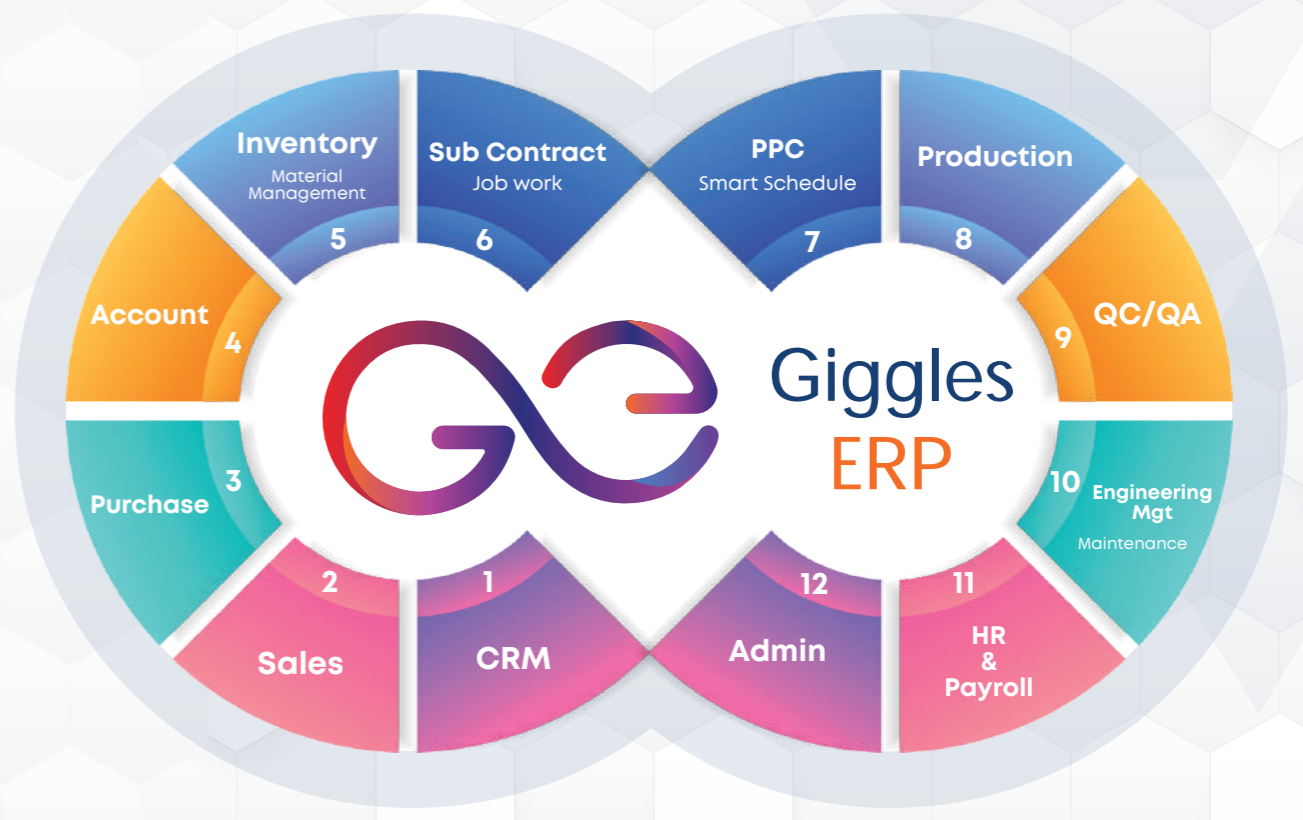 Inventory
Material
Management
5
Sub Contract
Job work
6
PPC
Smart Schedule
7
Production
8
Account
4
QC/QA
9
Giggles
ERP
Purchase
3
10
Engineering
Mgt
Maintenance
2
Sales
1
CRM
12
Admin
11
HR
&
Payroll